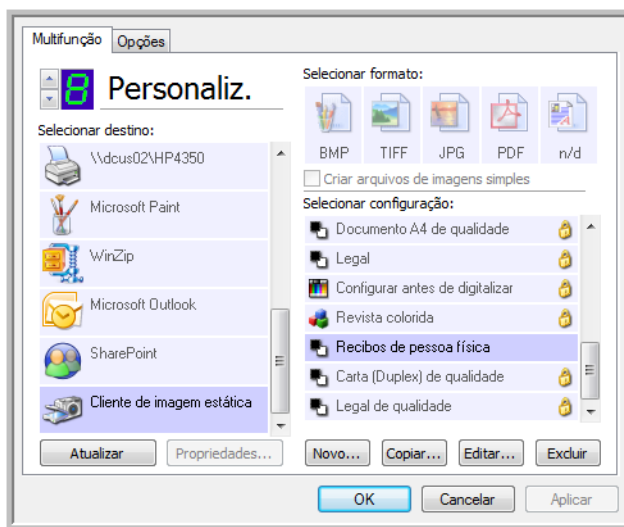 Multifunção
Opções
8
Personaliz.
Selecionar destino:
\\dcus02\HP4350
Microsoft Paint
WinZip
Microsoft Outlook
SharePoint
Cliente de imagem estática
Atualizar
Propriedades...
Selecionar formato:
BMP
TIFF
JPG
PDF
n/d
Criar arquivos de imagens simples
Selecionar configuração:
Documento A4 de qualidade
Legal
Configurar antes de digitalizar
Revista colorida
Recibos de pessoa física
Carta (Duplex) de qualidade
Legal de qualidade
Novo...
Copiar...
Editar...
Excluir
OK
Cancelar
Aplicar